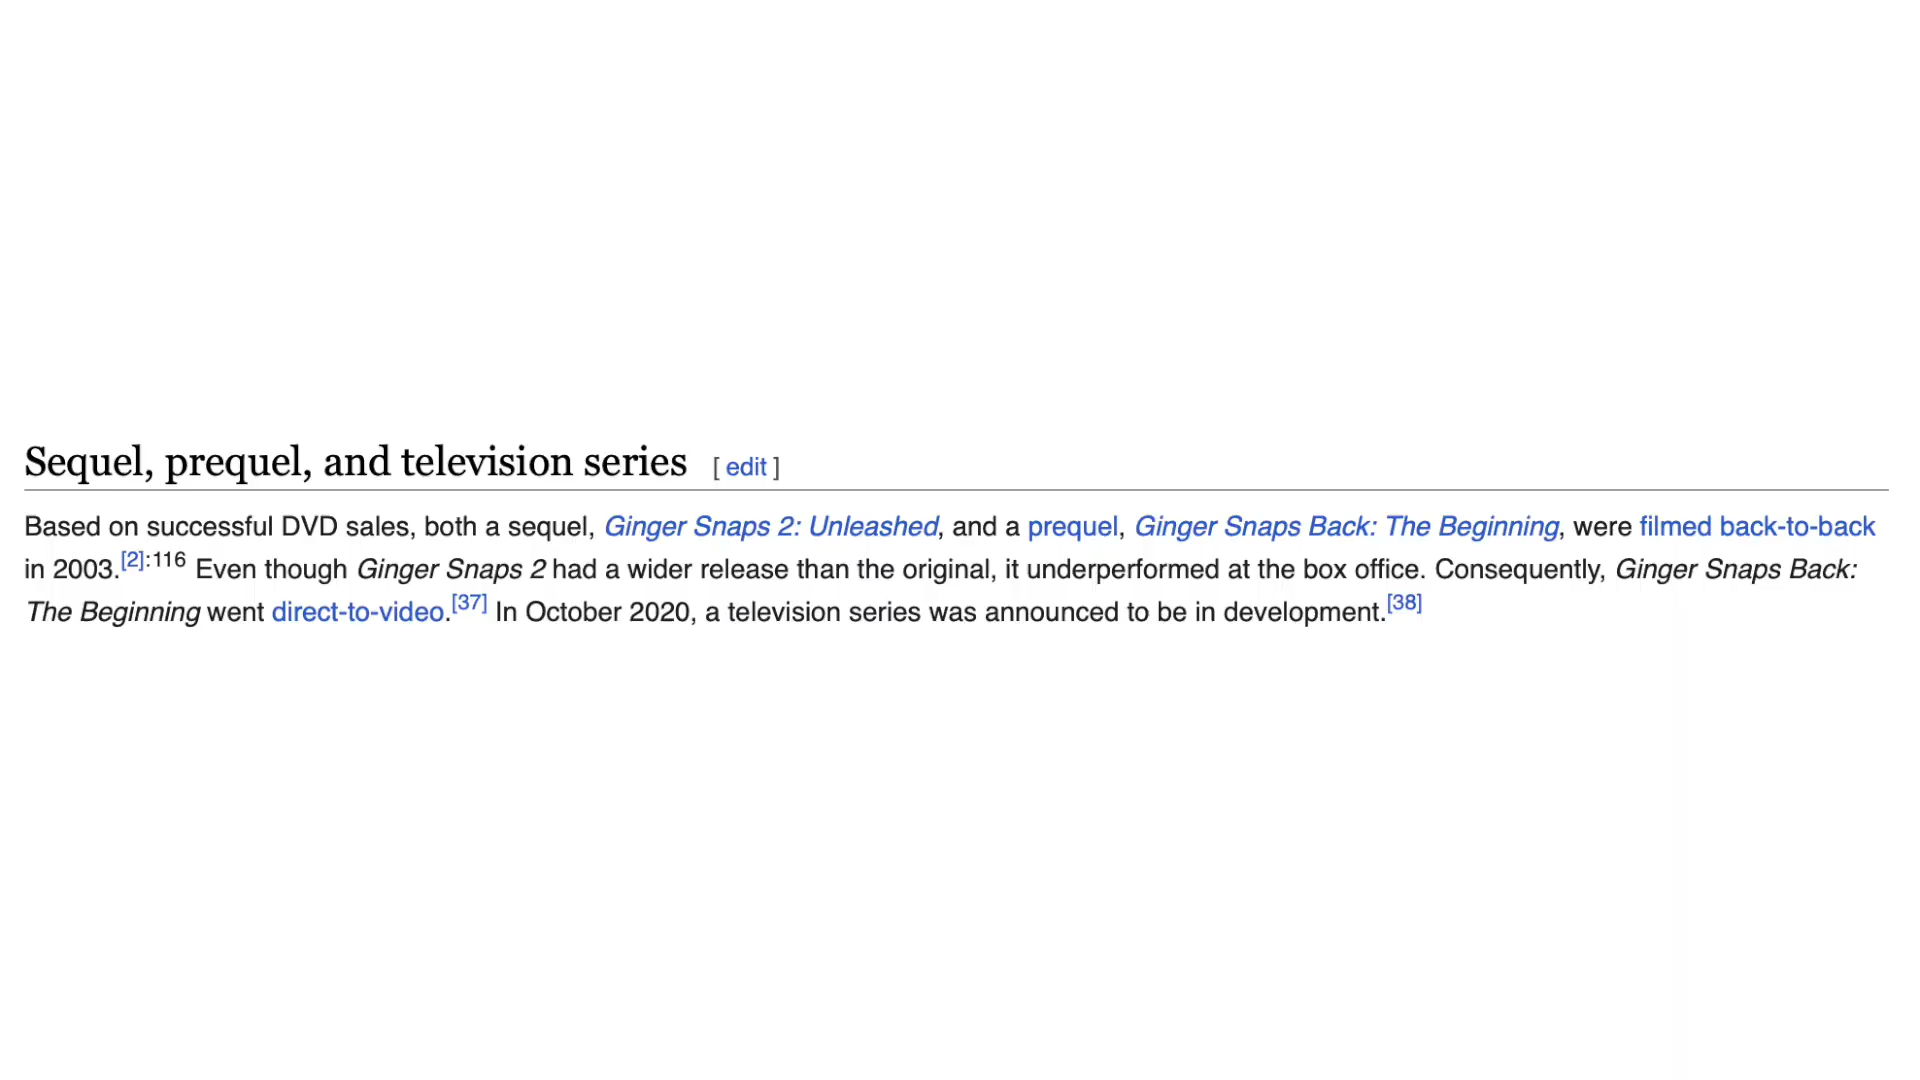 Sequel, prequel, and television series [ edit ]
Based on successful DVD sales, both a sequel, Ginger Snaps 2: Unleashed, and a prequel, Ginger Snaps Back: The Beginning, were filmed back-to-back
in 2003.[2]:116 Even though Ginger Snaps 2 had a wider release than the original, it underperformed at the box office. Consequently, Ginger Snaps Back:
The Beginning went direct-to-video.[37] In October 2020, a television series was announced to be in development.[38]